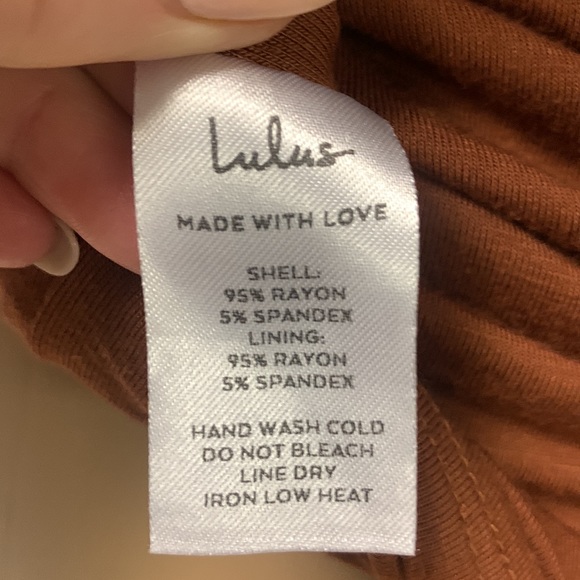 Lulus
MADE WITH LOVE
SHELL:
95% RAYON
5% SPANDEX
LINING:
95% RAYON
5% SPANDEX
HAND WASH COLD
DO NOT BLEACH
LINE DRY
IRON LOW HEAT